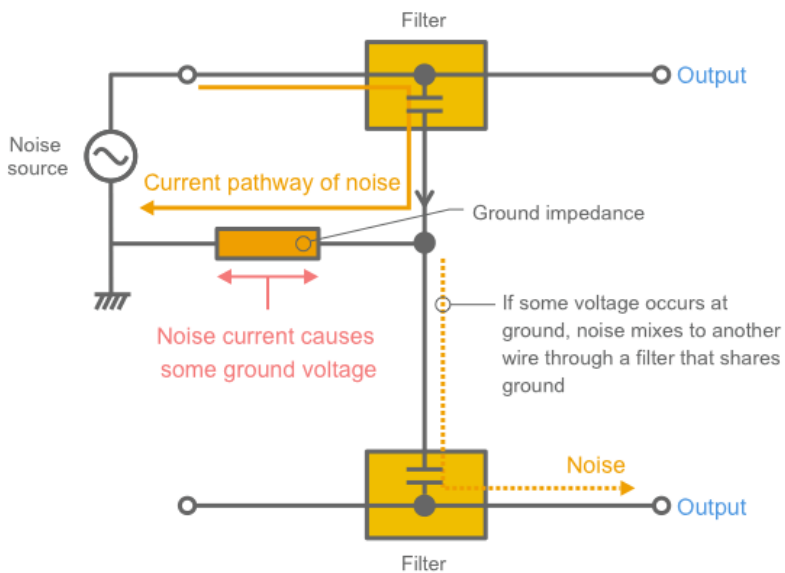 Filter
Output
Noise
source
Current pathway of noise
Ground impedance
Noise current causes
some ground voltage
If some voltage occurs at
ground, noise mixes to another
wire through a filter that shares
ground
Noise
Output
Filter